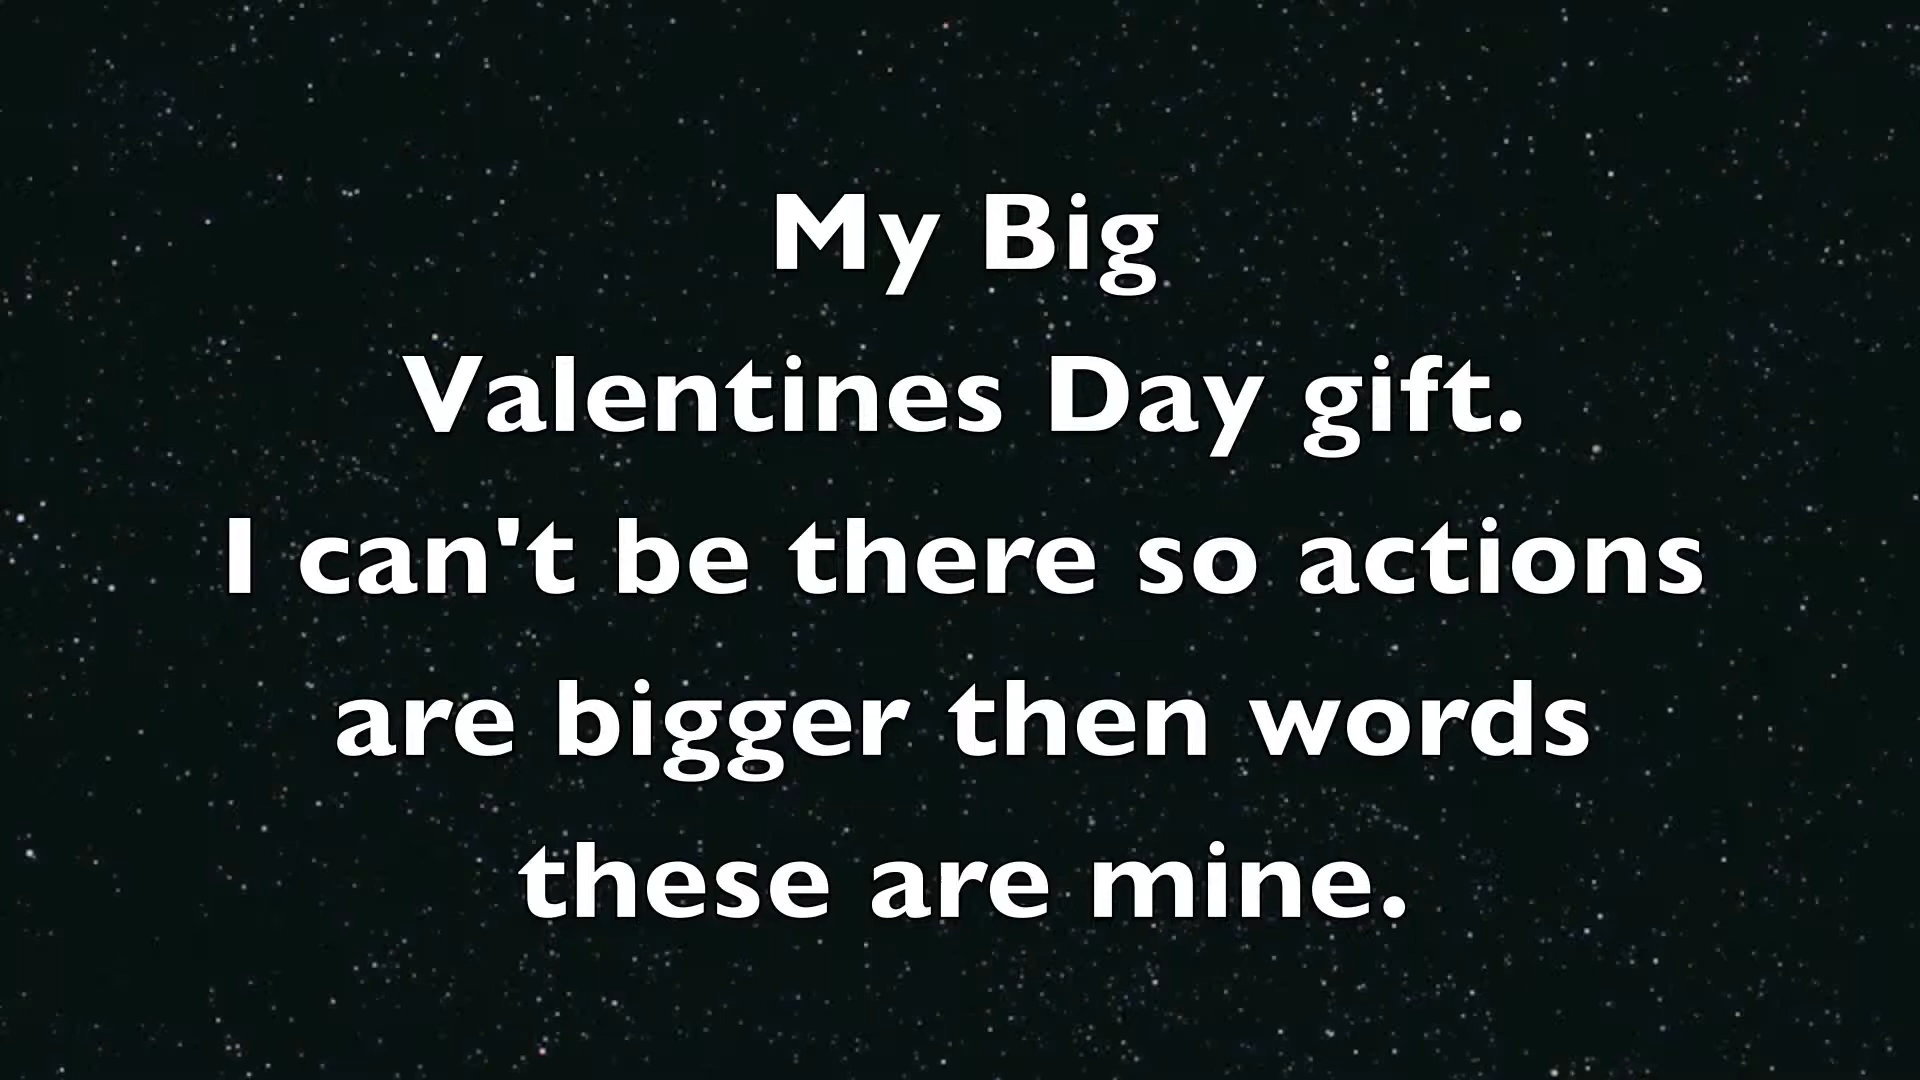 My Big
Valentines Day gift.
I can't be there so actions
are bigger then words
these are mine.